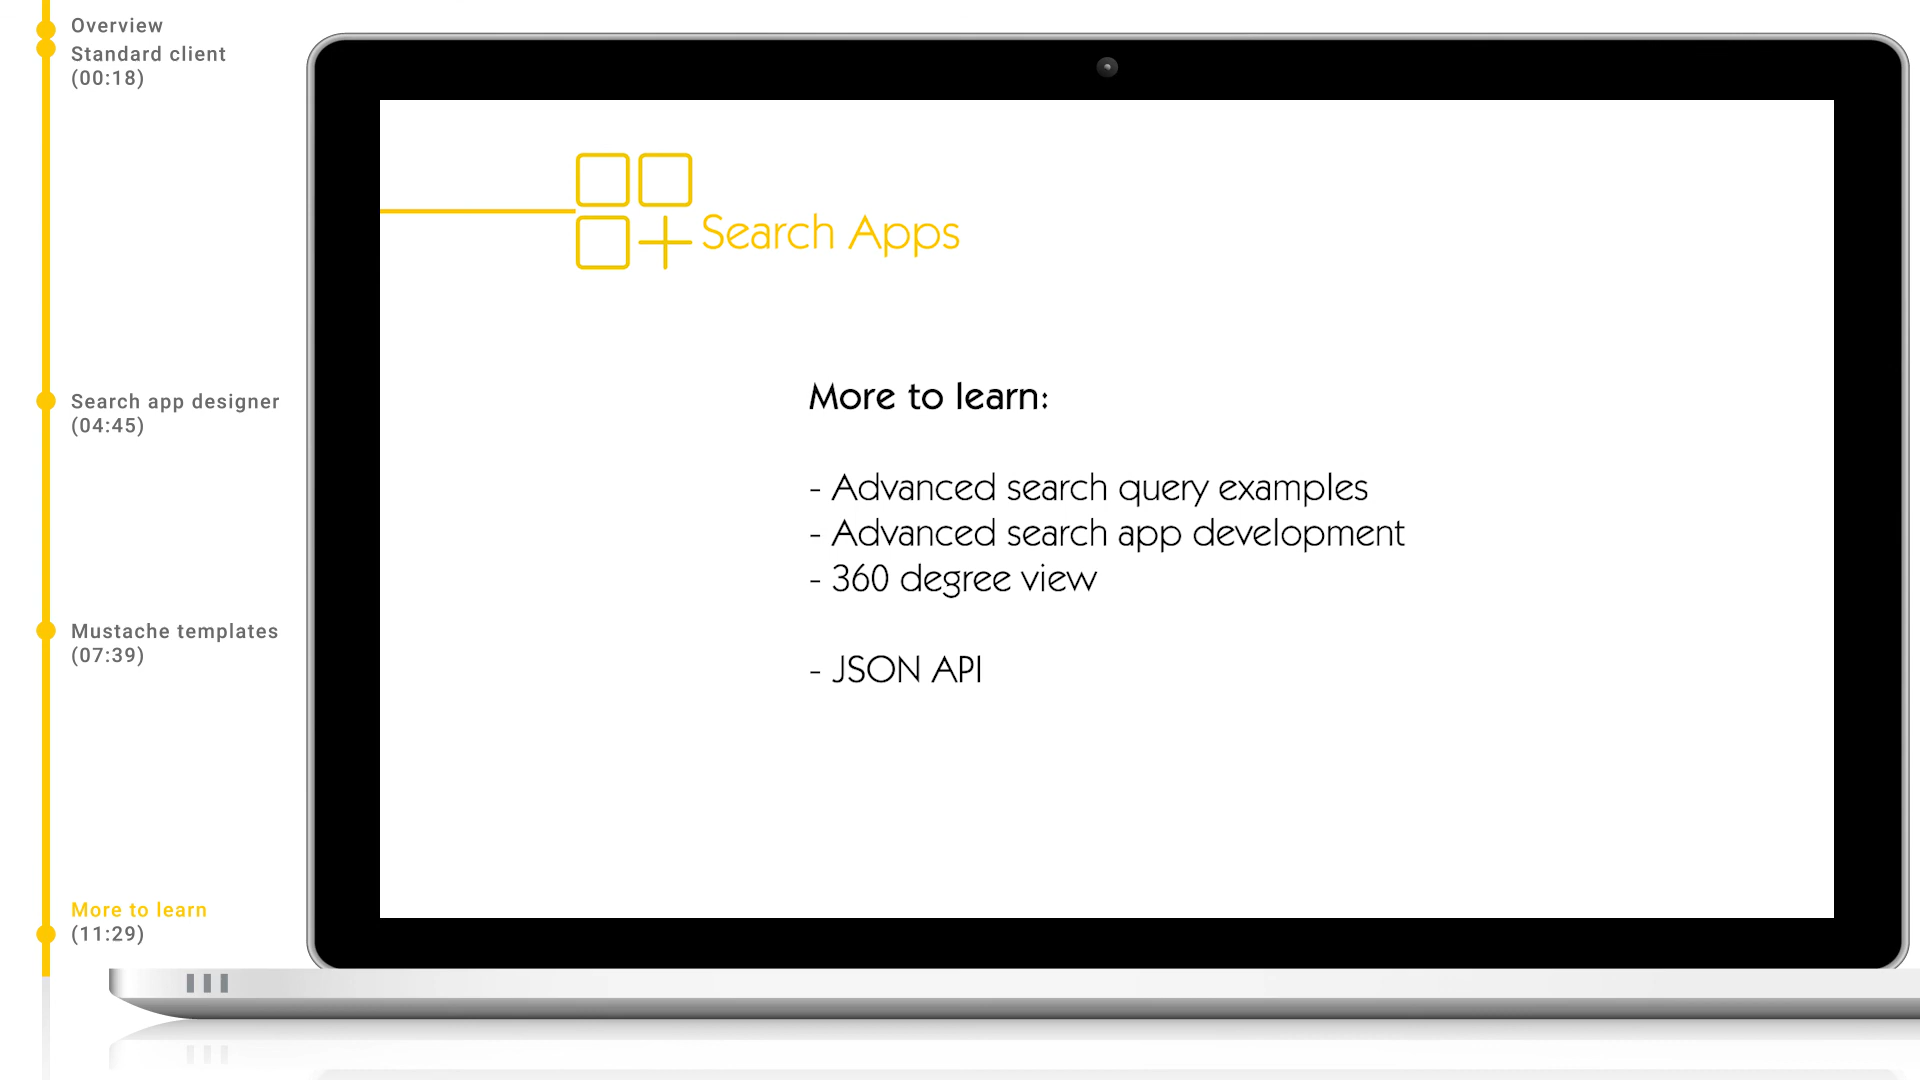 Overview
Standard client
(00:18)
Search app designer
(04:45)
Mustache templates
(07:39)
More to learn
(11:29)
Search Apps
More to learn:
- Advanced search query examples
- Advanced search app development
- 360 degree view
- JSON API